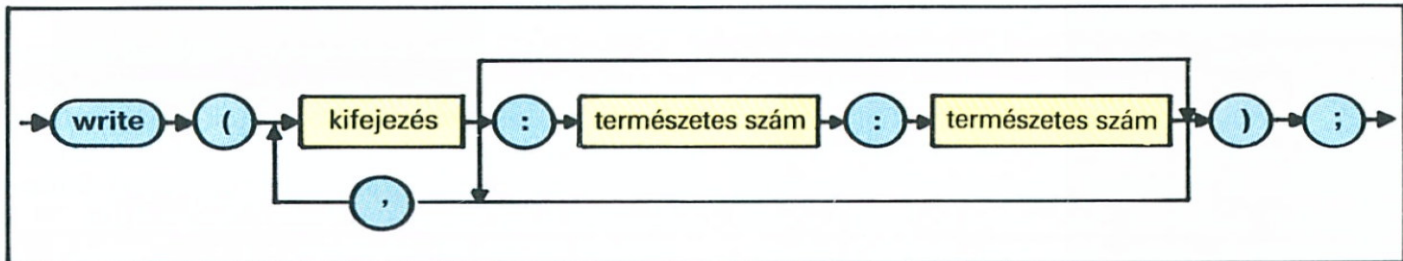 write ( kifejezés : természetes szám : természetes szám ) ;
,